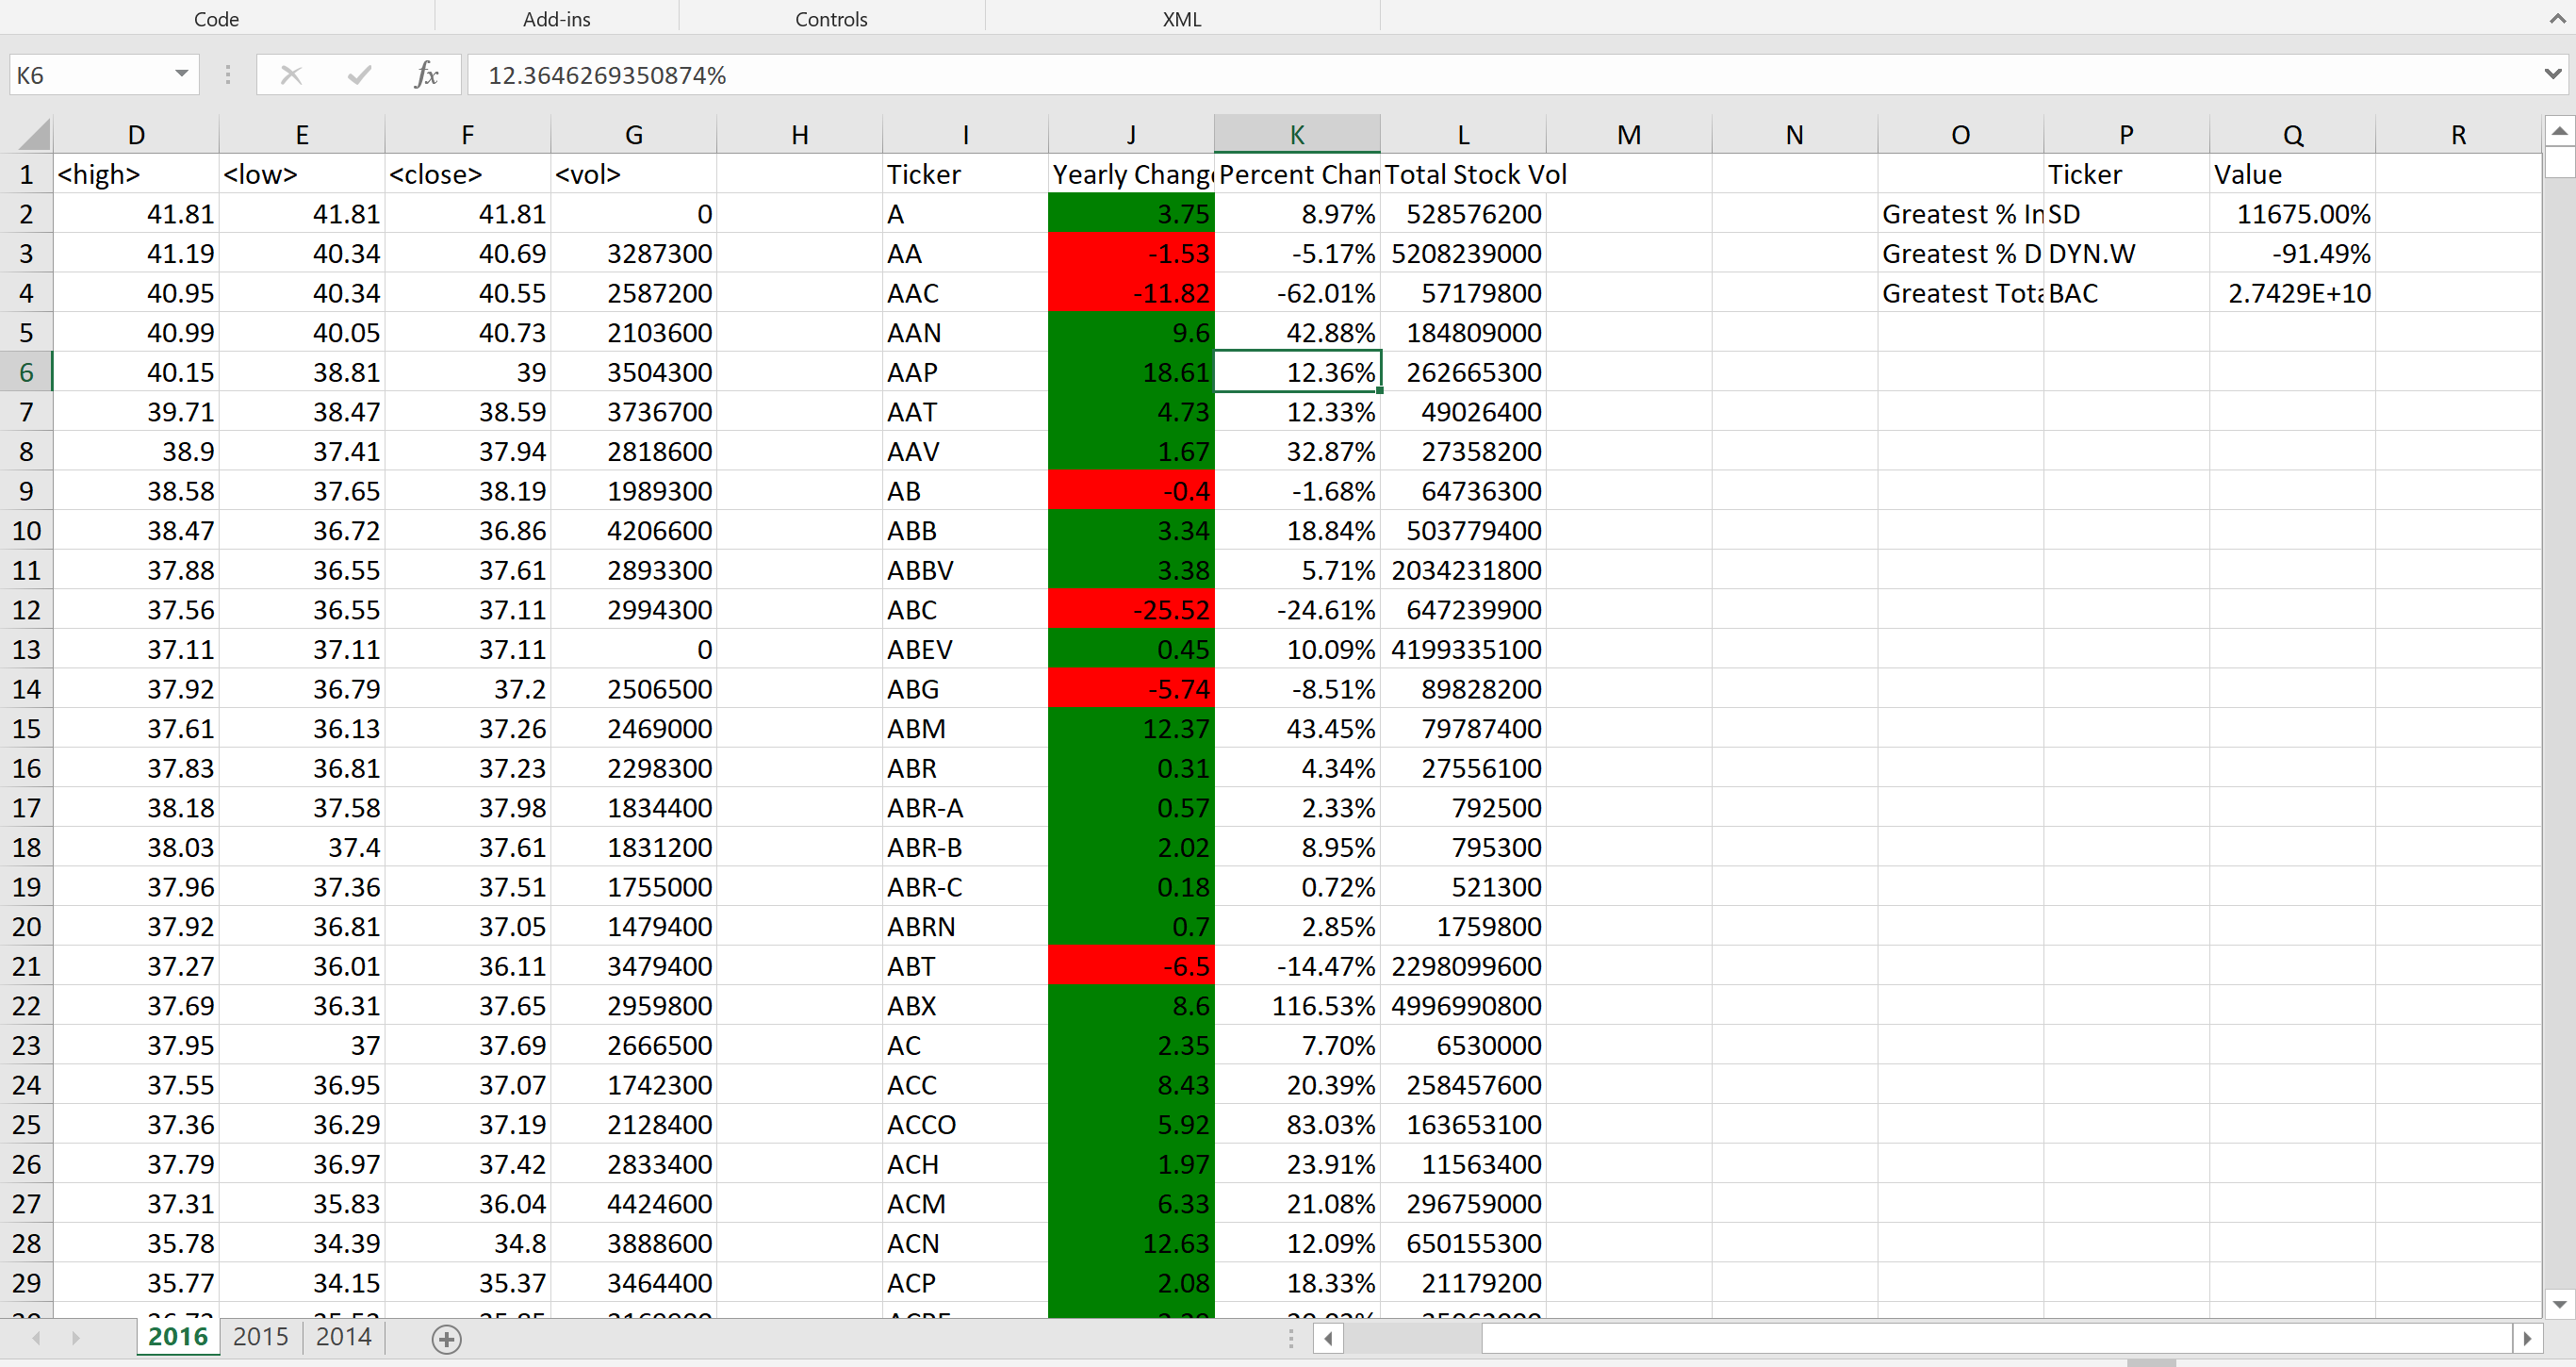 Code Add-ins Controls XML
K6 fx 12.3646269350874%
D E F G H I J K L M N O P Q R
1 <high> <low> <close> <vol> Ticker Yearly Chang Percent Chan Total Stock Vol Ticker Value
2 41.81 41.81 41.81 0 A 3.75 8.97% 528576200 Greatest % In SD 11675.00%
3 41.19 40.34 40.69 3287300 AA -1.53 -5.17% 5208239000 Greatest % D DYN.W -91.49%
4 40.95 40.34 40.55 2587200 AAC -11.82 -62.01% 57179800 Greatest Tota BAC 2.7429E+10
5 40.99 40.05 40.73 2103600 AAN 9.6 42.88% 184809000
6 40.15 38.81 39 3504300 AAP 18.61 12.36% 262665300
7 39.71 38.47 38.59 3736700 AAT 4.73 12.33% 49026400
8 38.9 37.41 37.94 2818600 AAV 1.67 32.87% 27358200
9 38.58 37.65 38.19 1989300 AB -0.4 -1.68% 64736300
10 38.47 36.72 36.86 4206600 ABB 3.34 18.84% 503779400
11 37.88 36.55 37.61 2893300 ABBV 3.38 5.71% 2034231800
12 37.56 36.55 37.11 2994300 ABC -25.52 -24.61% 647239900
13 37.11 37.11 37.11 0 ABEV 0.45 10.09% 4199335100
14 37.92 36.79 37.2 2506500 ABG -5.74 -8.51% 89828200
15 37.61 36.13 37.26 2469000 ABM 12.37 43.45% 79787400
16 37.83 36.81 37.23 2298300 ABR 0.31 4.34% 27556100
17 38.18 37.58 37.98 1834400 ABR-A 0.57 2.33% 792500
18 38.03 37.4 37.61 1831200 ABR-B 2.02 8.95% 795300
19 37.96 37.36 37.51 1755000 ABR-C 0.18 0.72% 521300
20 37.92 36.81 37.05 1479400 ABRN 0.7 2.85% 1759800
21 37.27 36.01 36.11 3479400 ABT -6.5 -14.47% 2298099600
22 37.69 36.31 37.65 2959800 ABX 8.6 116.53% 4996990800
23 37.95 37 37.69 2666500 AC 2.35 7.70% 6530000
24 37.55 36.95 37.07 1742300 ACC 8.43 20.39% 258457600
25 37.36 36.29 37.19 2128400 ACCO 5.92 83.03% 163653100
26 37.79 36.97 37.42 2833400 ACH 1.97 23.91% 11563400
27 37.31 35.83 36.04 4424600 ACM 6.33 21.08% 296759000
28 35.78 34.39 34.8 3888600 ACN 12.63 12.09% 650155300
29 35.77 34.15 35.37 3464400 ACP 2.08 18.33% 21179200
2016 2015 2014